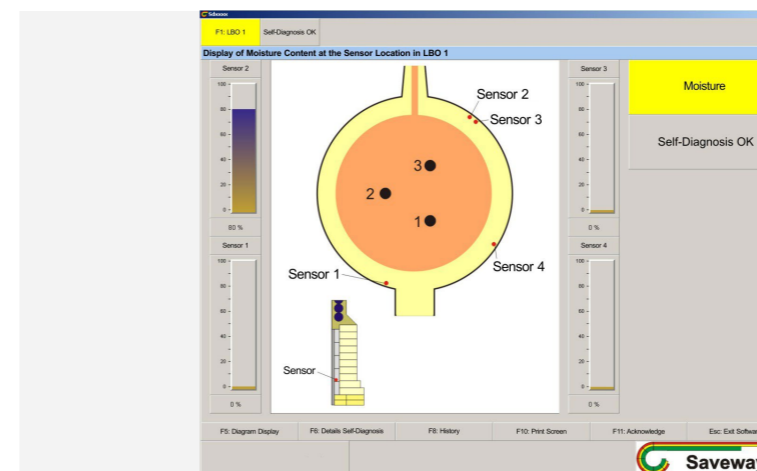 Saveway
F1: LBO 1
Self-Diagnosis OK
Display of Moisture Content at the Sensor Location in LBO 1
Sensor 2
100
80
60
40
20
0
80 %
Sensor 1
100
80
60
40
20
0
0 %
Sensor 2
Sensor 3
3
2
1
Sensor 4
Sensor 1
Sensor
Sensor 3
100
80
60
40
20
0
0 %
Sensor 4
100
80
60
40
20
0
0 %
Moisture
Self-Diagnosis OK
F5: Diagram Display
F6: Details Self-Diagnosis
F8: History
F10: Print Screen
F11: Acknowledge
Esc: Exit Softwa